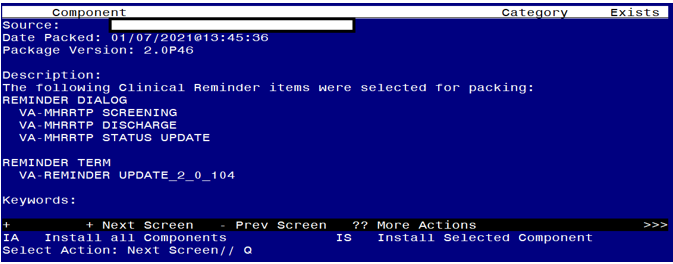 Component Category Exists
Source:
Date Packed: 01/07/2021@13:45:36
Package Version: 2.0P46
Description:
The following Clinical Reminder items were selected for packing:
REMINDER DIALOG
VA-MHRRTP SCREENING
VA-MHRRTP DISCHARGE
VA-MHRRTP STATUS UPDATE
REMINDER TERM
VA-REMINDER UPDATE_2_0_104
Keywords:
+ + Next Screen - Prev Screen ?? More Actions >>>
IA Install all Components IS Install Selected Component
Select Action: Next Screen// Q